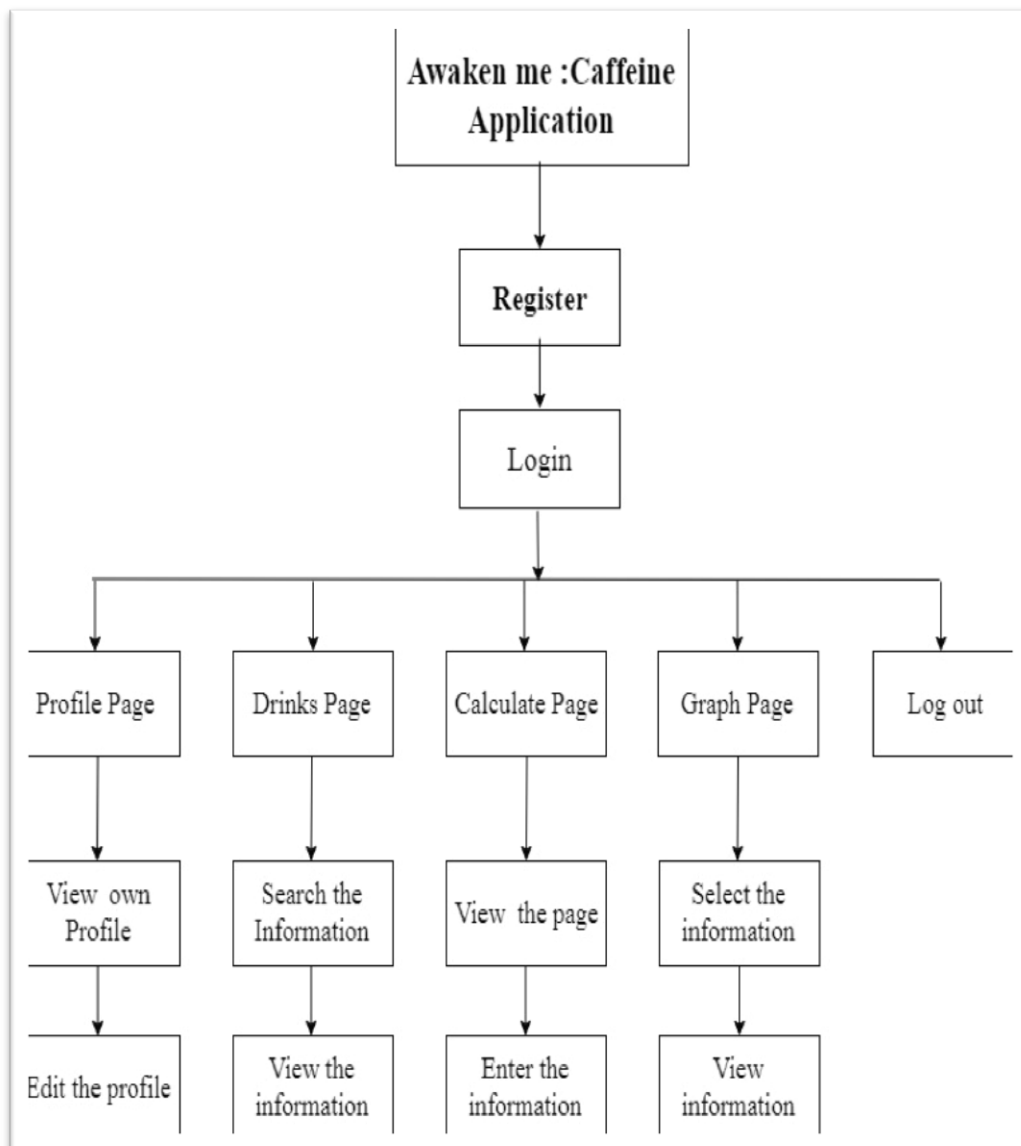 Awaken me :Caffeine
Application
Register
Login
Profile Page
Drinks Page
Calculate Page
Graph Page
Log out
View own
Profile
Search the
Information
View the page
Select the
information
Edit the profile
View the
information
Enter the
information
View
information